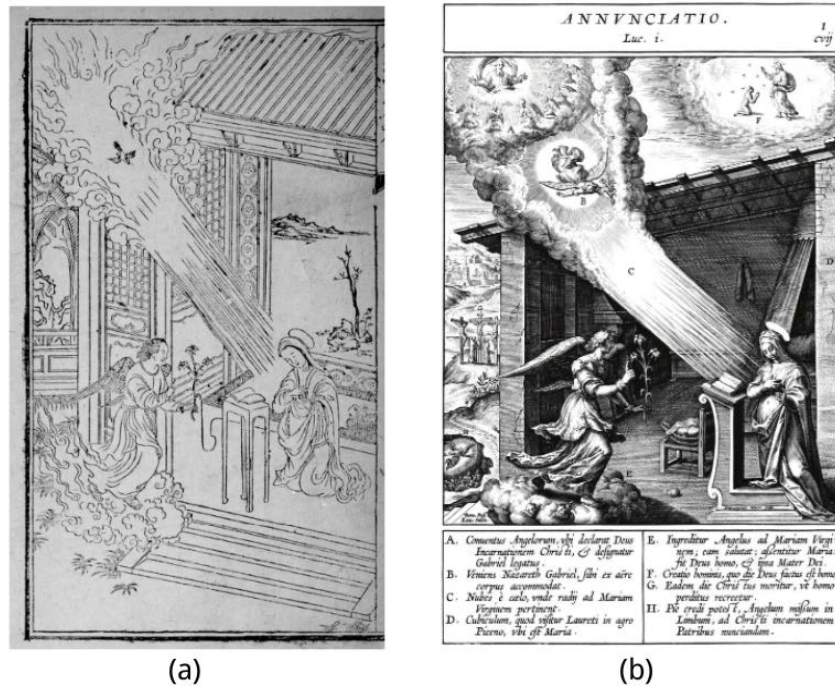 ANNVNCIATIO.
Luc. i.
1
cvij
F
B
C
D
E
A. Conuentus Angelorum, vbi declarat Deus
Incarnationem Christi, & designatur
Gabriel legatus.
B. Veniens Nazareth Gabriel, sibi ex aëre
corpus accommodat.
C. Nubes è cælo, vnde radij ad Mariam
Virginem pertinent.
D. Cubiculum, quod visitur Laureti in agro
Piceno, vbi est Maria.
E. Ingreditur Angelus ad Mariam Virgi-
nem; eam salutat; assentitur Maria:
fit Deus homo, & ipsa Mater Dei.
F. Creatio hominis, quo die Deus factus est homo.
G. Eadem die Christus moritur, vt homo
perditus recreetur.
H. Pie credi potest, Angelum missum in
Limbum, ad Christi incarnationem
Patribus nunciandam.
(a)
(b)